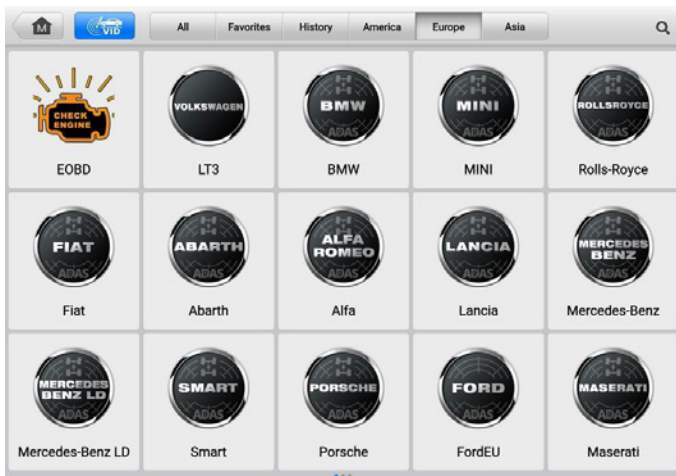 M
VID
All
Favorites
History
America
Europe
Asia
CHECK
ENGINE
EOBD
VOLKSWAGEN
LT3
BMW
ADAS
BMW
MINI
ADAS
MINI
ROLLSROYCE
ADAS
Rolls-Royce
FIAT
ADAS
Fiat
ABARTH
ADAS
Abarth
ALFA
ROMEO
ADAS
Alfa
LANCIA
ADAS
Lancia
MERCEDES
BENZ
ADAS
Mercedes-Benz
MERCEDES
BENZ LD
ADAS
Mercedes-Benz LD
SMART
ADAS
Smart
PORSCHE
ADAS
Porsche
FORD
ADAS
FordEU
MASERATI
ADAS
Maserati